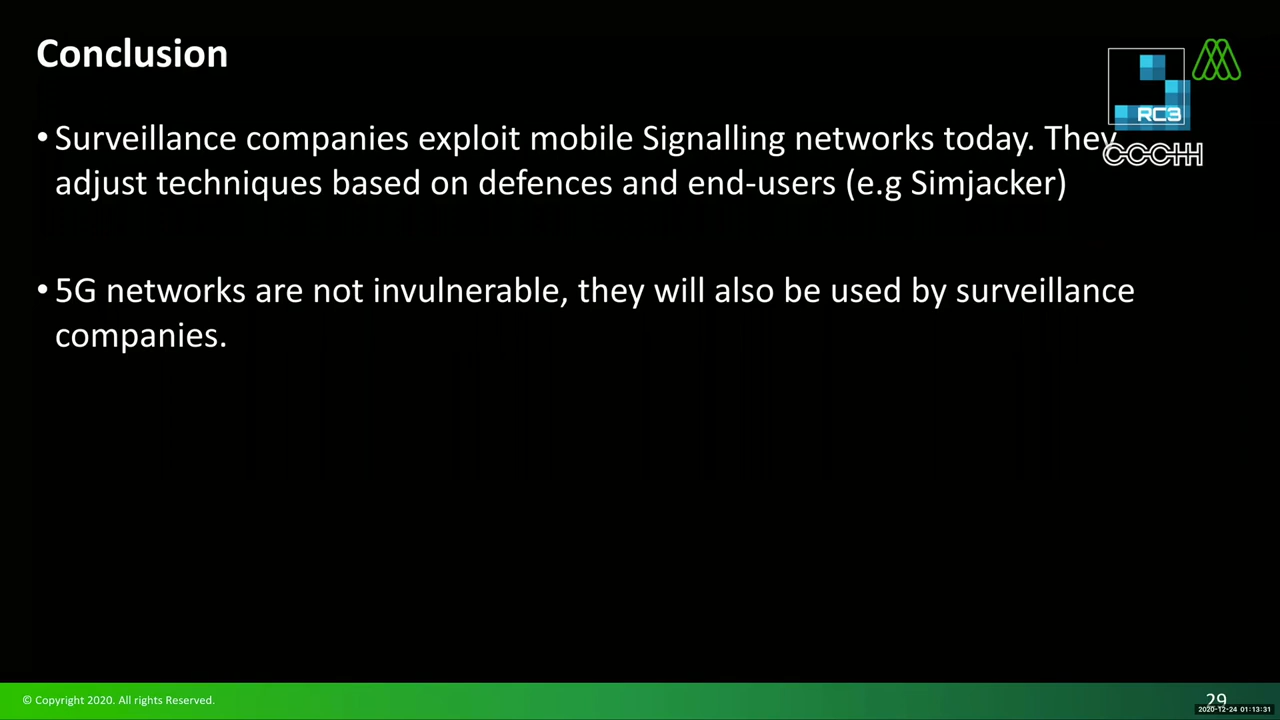 Conclusion
RC3
CCCHH
• Surveillance companies exploit mobile Signalling networks today. They
adjust techniques based on defences and end-users (e.g Simjacker)
• 5G networks are not invulnerable, they will also be used by surveillance
companies.
© Copyright 2020. All rights Reserved.
29
2020-12-24 01:13:31